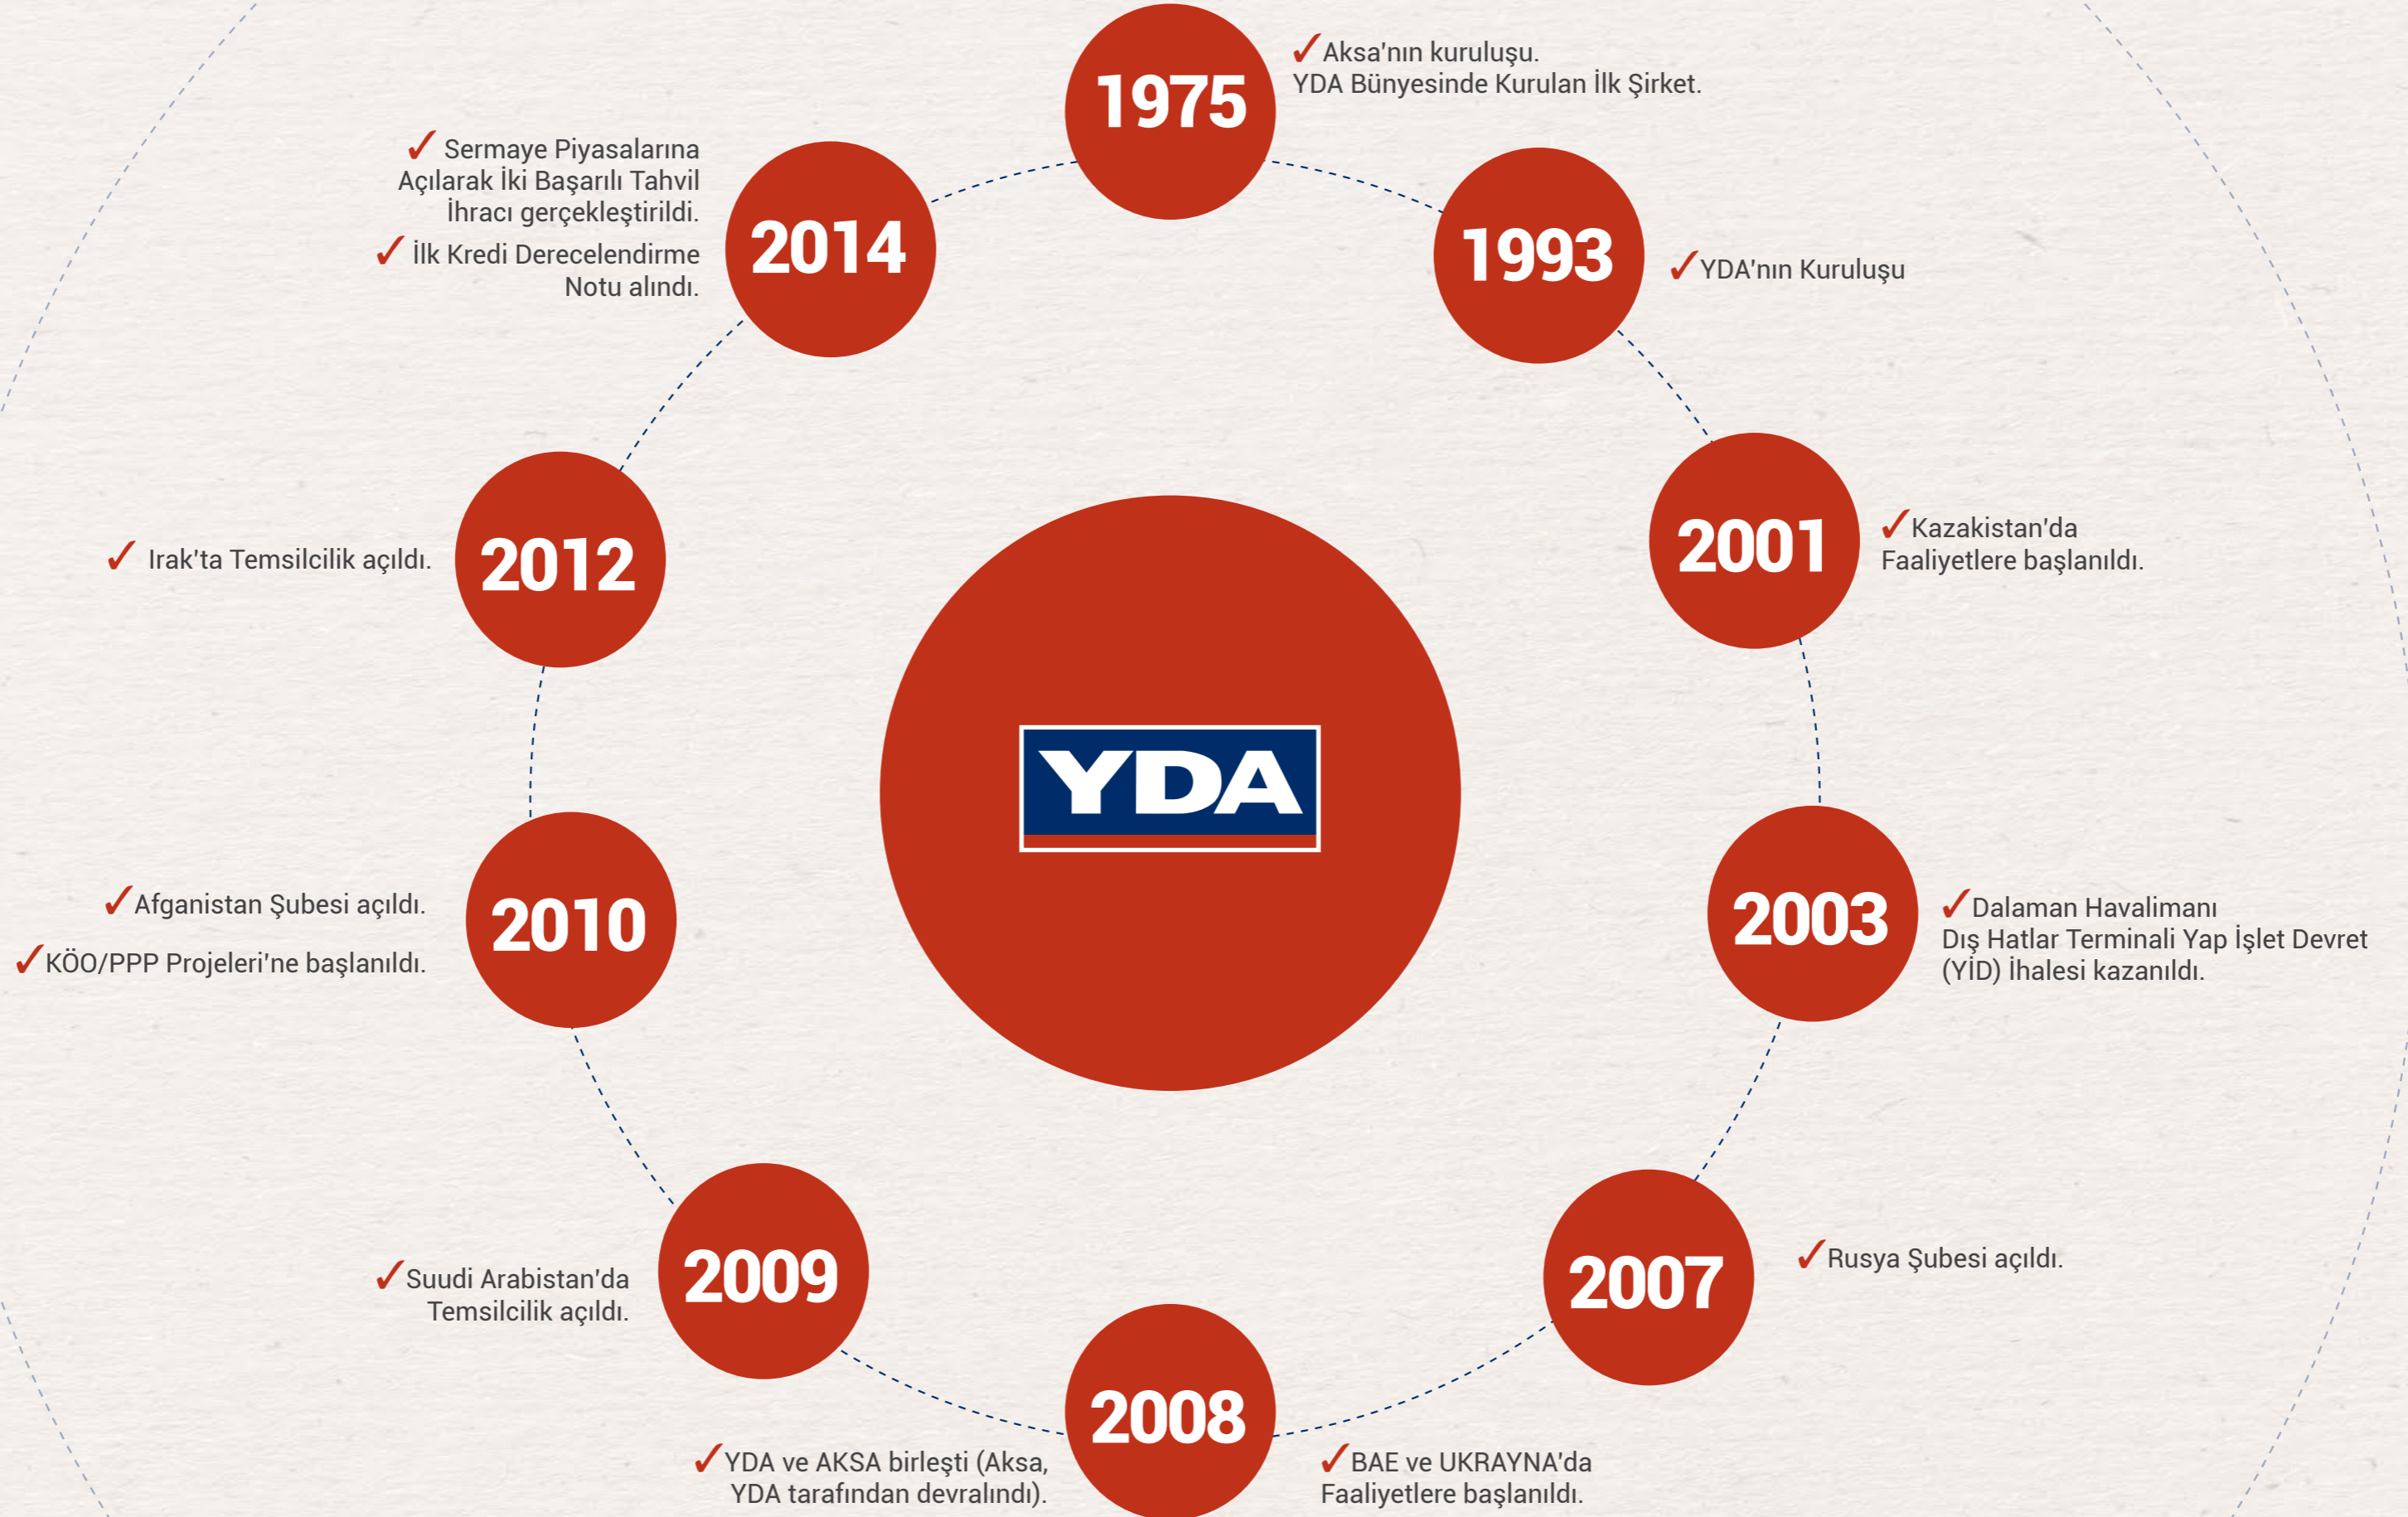 1975
✓Aksa'nın kuruluşu.
YDA Bünyesinde Kurulan İlk Şirket.
1993
✓YDA'nın Kuruluşu
2001
✓Kazakistan'da
Faaliyetlere başlanıldı.
2003
✓Dalaman Havalimanı
Dış Hatlar Terminali Yap İşlet Devret
(YİD) İhalesi kazanıldı.
2007
✓Rusya Şubesi açıldı.
2008
✓BAE ve UKRAYNA'da
Faaliyetlere başlanıldı.
✓YDA ve AKSA birleşti (Aksa,
YDA tarafından devralındı).
2009
✓Suudi Arabistan'da
Temsilcilik açıldı.
2010
✓Afganistan Şubesi açıldı.
✓KÖO/PPP Projeleri'ne başlanıldı.
2012
✓ Irak'ta Temsilcilik açıldı.
2014
✓ Sermaye Piyasalarına
Açılarak İki Başarılı Tahvil
İhracı gerçekleştirildi.
✓ İlk Kredi Derecelendirme
Notu alındı.
YDA